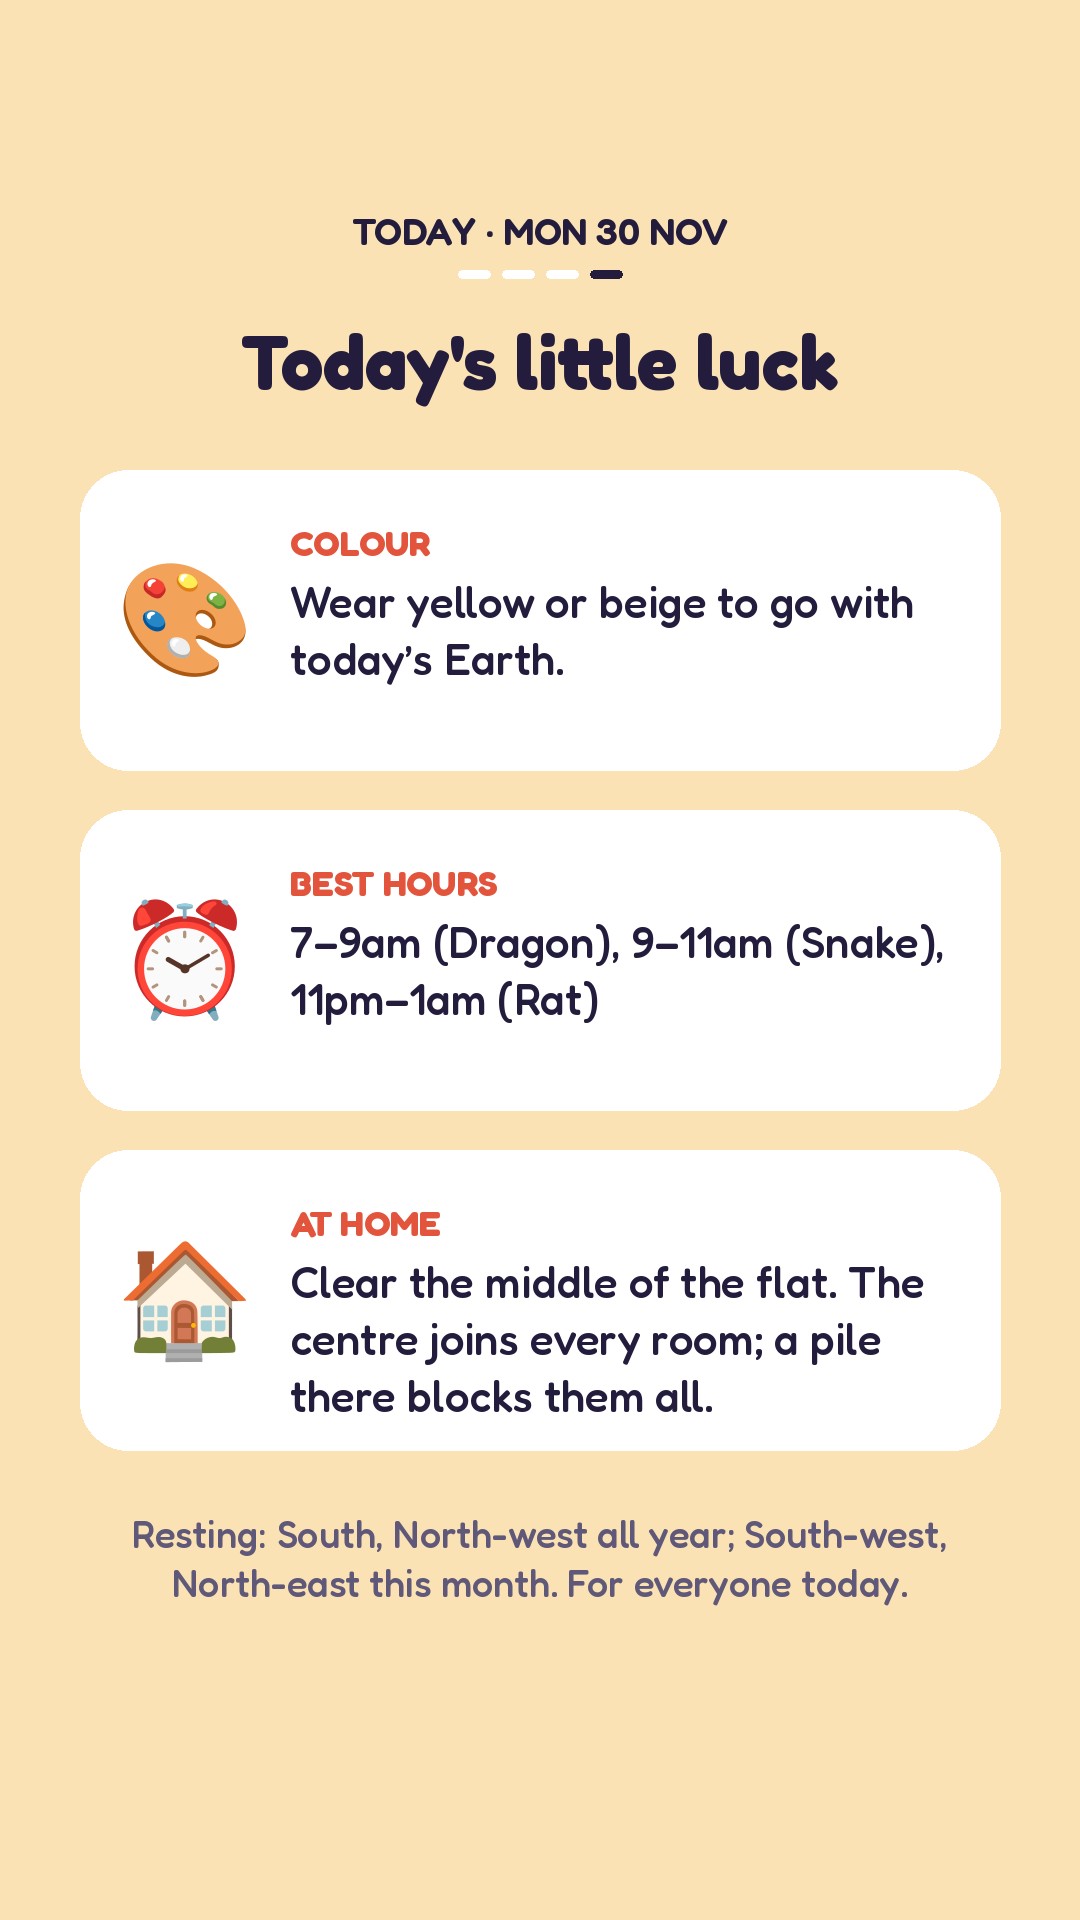 TODAY · MON 30 NOV
Today's little luck
COLOUR
Wear yellow or beige to go with
today’s Earth.
BEST HOURS
7–9am (Dragon), 9–11am (Snake),
11pm–1am (Rat)
AT HOME
Clear the middle of the flat. The
centre joins every room; a pile
there blocks them all.
Resting: South, North-west all year; South-west,
North-east this month. For everyone today.